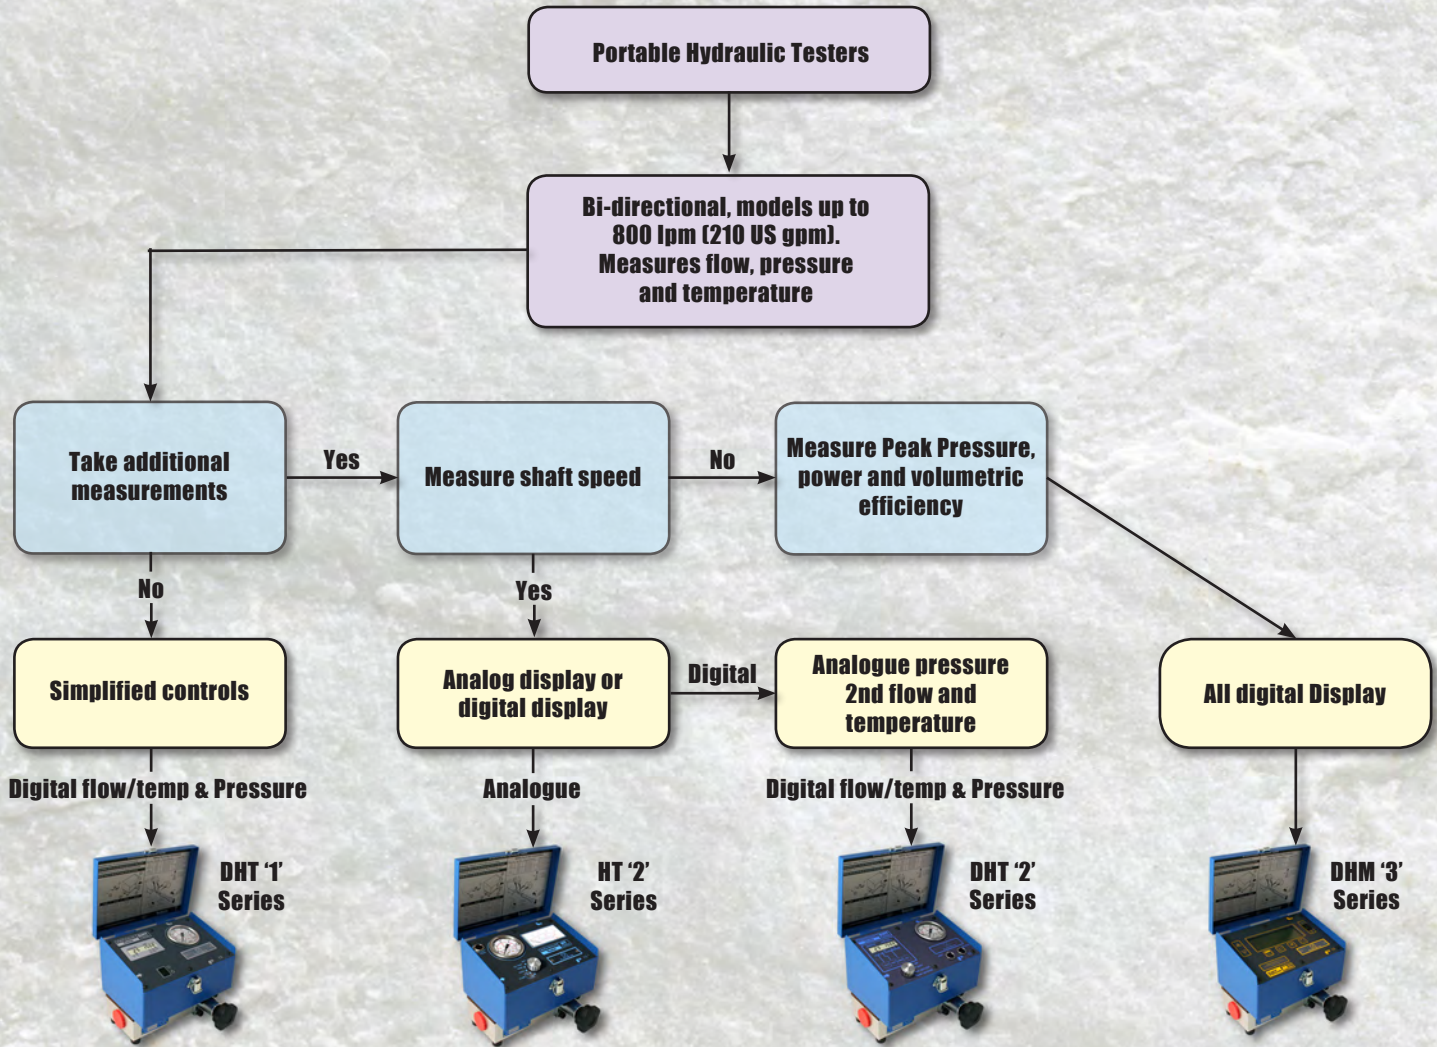 Portable Hydraulic Testers
Bi-directional, models up to
800 lpm (210 US gpm).
Measures flow, pressure
and temperature
Take additional
measurements
Yes
Measure shaft speed
No
Measure Peak Pressure,
power and volumetric
efficiency
No
Yes
Simplified controls
Analog display or
digital display
Digital
Analogue pressure
2nd flow and
temperature
All digital Display
Digital flow/temp & Pressure
Analogue
Digital flow/temp & Pressure
DHT ‘1’
Series
HT ‘2’
Series
DHT ‘2’
Series
DHM ‘3’
Series